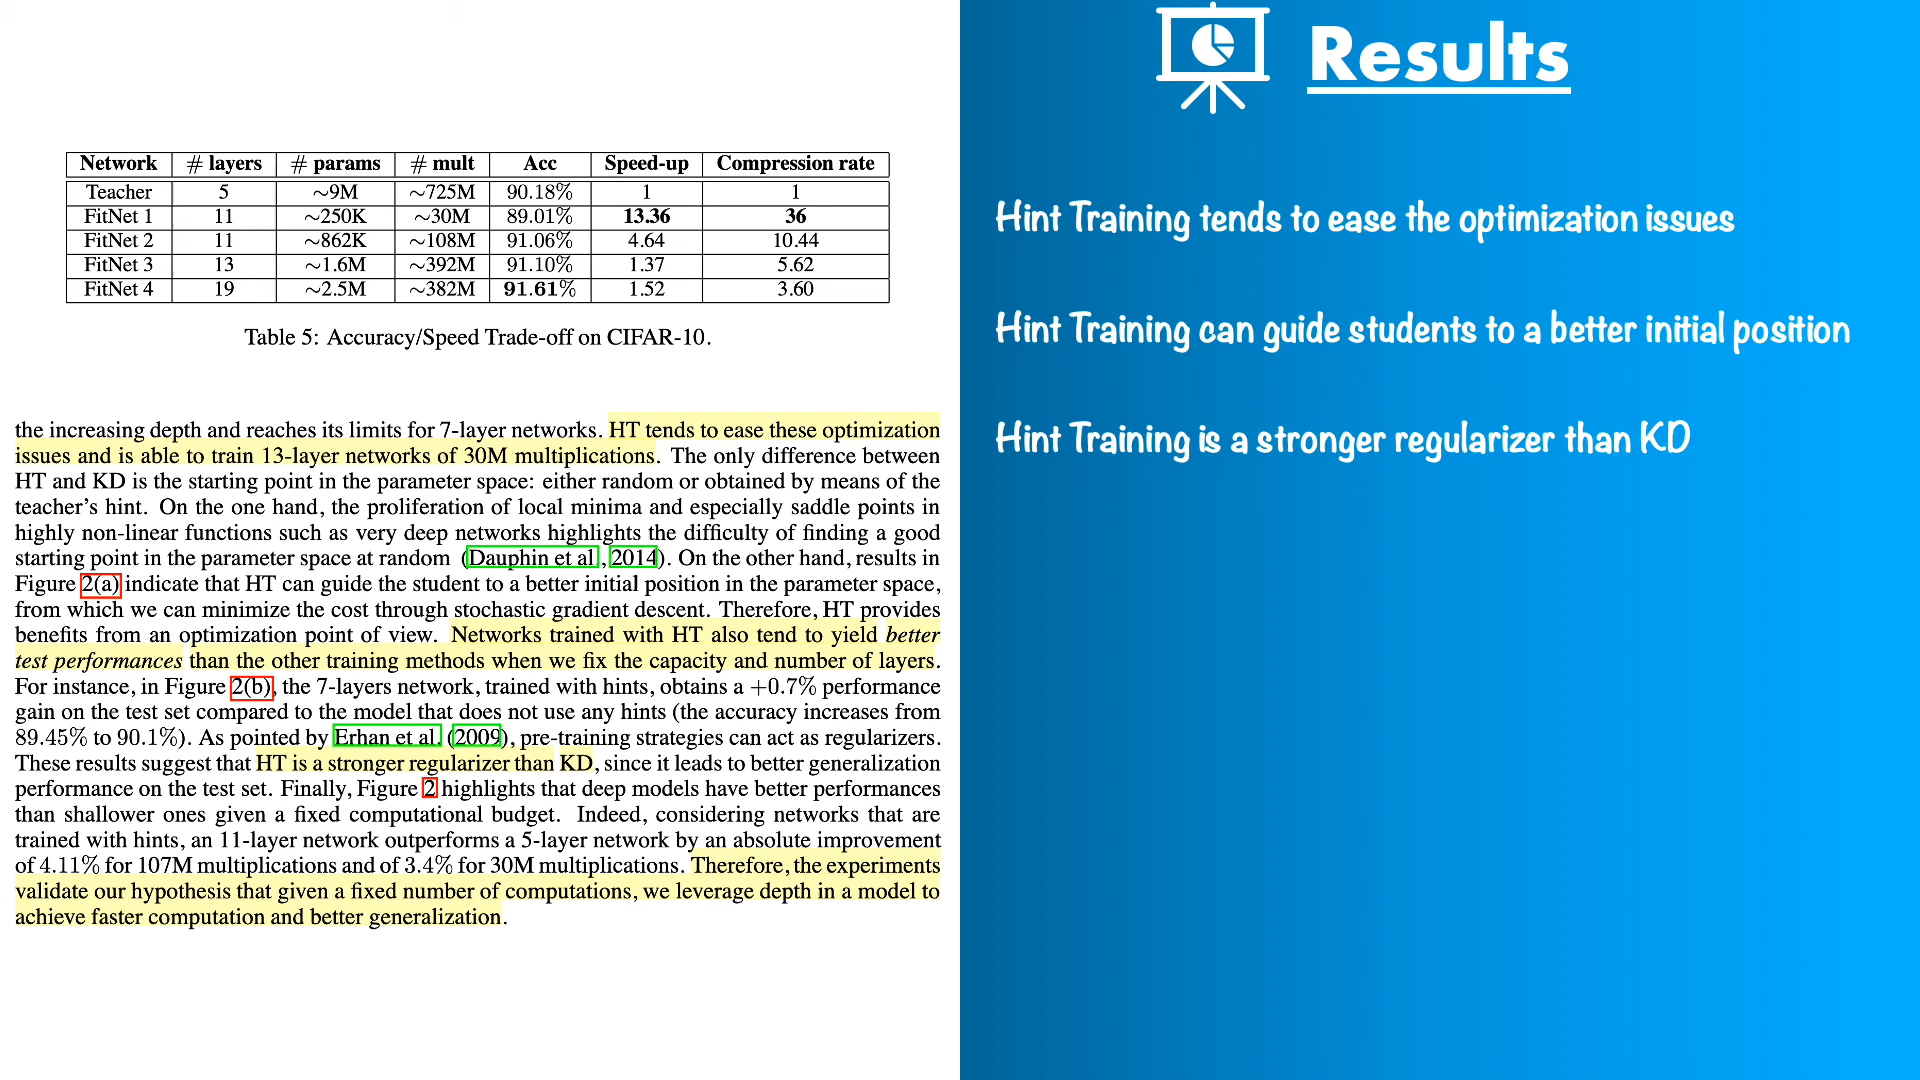 Network # layers # params # mult Acc Speed-up Compression rate
Teacher 5 ~9M ~725M 90.18% 1 1
FitNet 1 11 ~250K ~30M 89.01% 13.36 36
FitNet 2 11 ~862K ~108M 91.06% 4.64 10.44
FitNet 3 13 ~1.6M ~392M 91.10% 1.37 5.62
FitNet 4 19 ~2.5M ~382M 91.61% 1.52 3.60
Table 5: Accuracy/Speed Trade-off on CIFAR-10.
the increasing depth and reaches its limits for 7-layer networks. HT tends to ease these optimization
issues and is able to train 13-layer networks of 30M multiplications. The only difference between
HT and KD is the starting point in the parameter space: either random or obtained by means of the
teacher's hint. On the one hand, the proliferation of local minima and especially saddle points in
highly non-linear functions such as very deep networks highlights the difficulty of finding a good
starting point in the parameter space at random (Dauphin et al., 2014). On the other hand, results in
Figure 2(a) indicate that HT can guide the student to a better initial position in the parameter space,
from which we can minimize the cost through stochastic gradient descent. Therefore, HT provides
benefits from an optimization point of view. Networks trained with HT also tend to yield better
test performances than the other training methods when we fix the capacity and number of layers.
For instance, in Figure 2(b), the 7-layers network, trained with hints, obtains a +0.7% performance
gain on the test set compared to the model that does not use any hints (the accuracy increases from
89.45% to 90.1%). As pointed by Erhan et al. (2009), pre-training strategies can act as regularizers.
These results suggest that HT is a stronger regularizer than KD, since it leads to better generalization
performance on the test set. Finally, Figure 2 highlights that deep models have better performances
than shallower ones given a fixed computational budget. Indeed, considering networks that are
trained with hints, an 11-layer network outperforms a 5-layer network by an absolute improvement
of 4.11% for 107M multiplications and of 3.4% for 30M multiplications. Therefore, the experiments
validate our hypothesis that given a fixed number of computations, we leverage depth in a model to
achieve faster computation and better generalization.
Results
Hint Training tends to ease the optimization issues
Hint Training can guide students to a better initial position
Hint Training is a stronger regularizer than KD